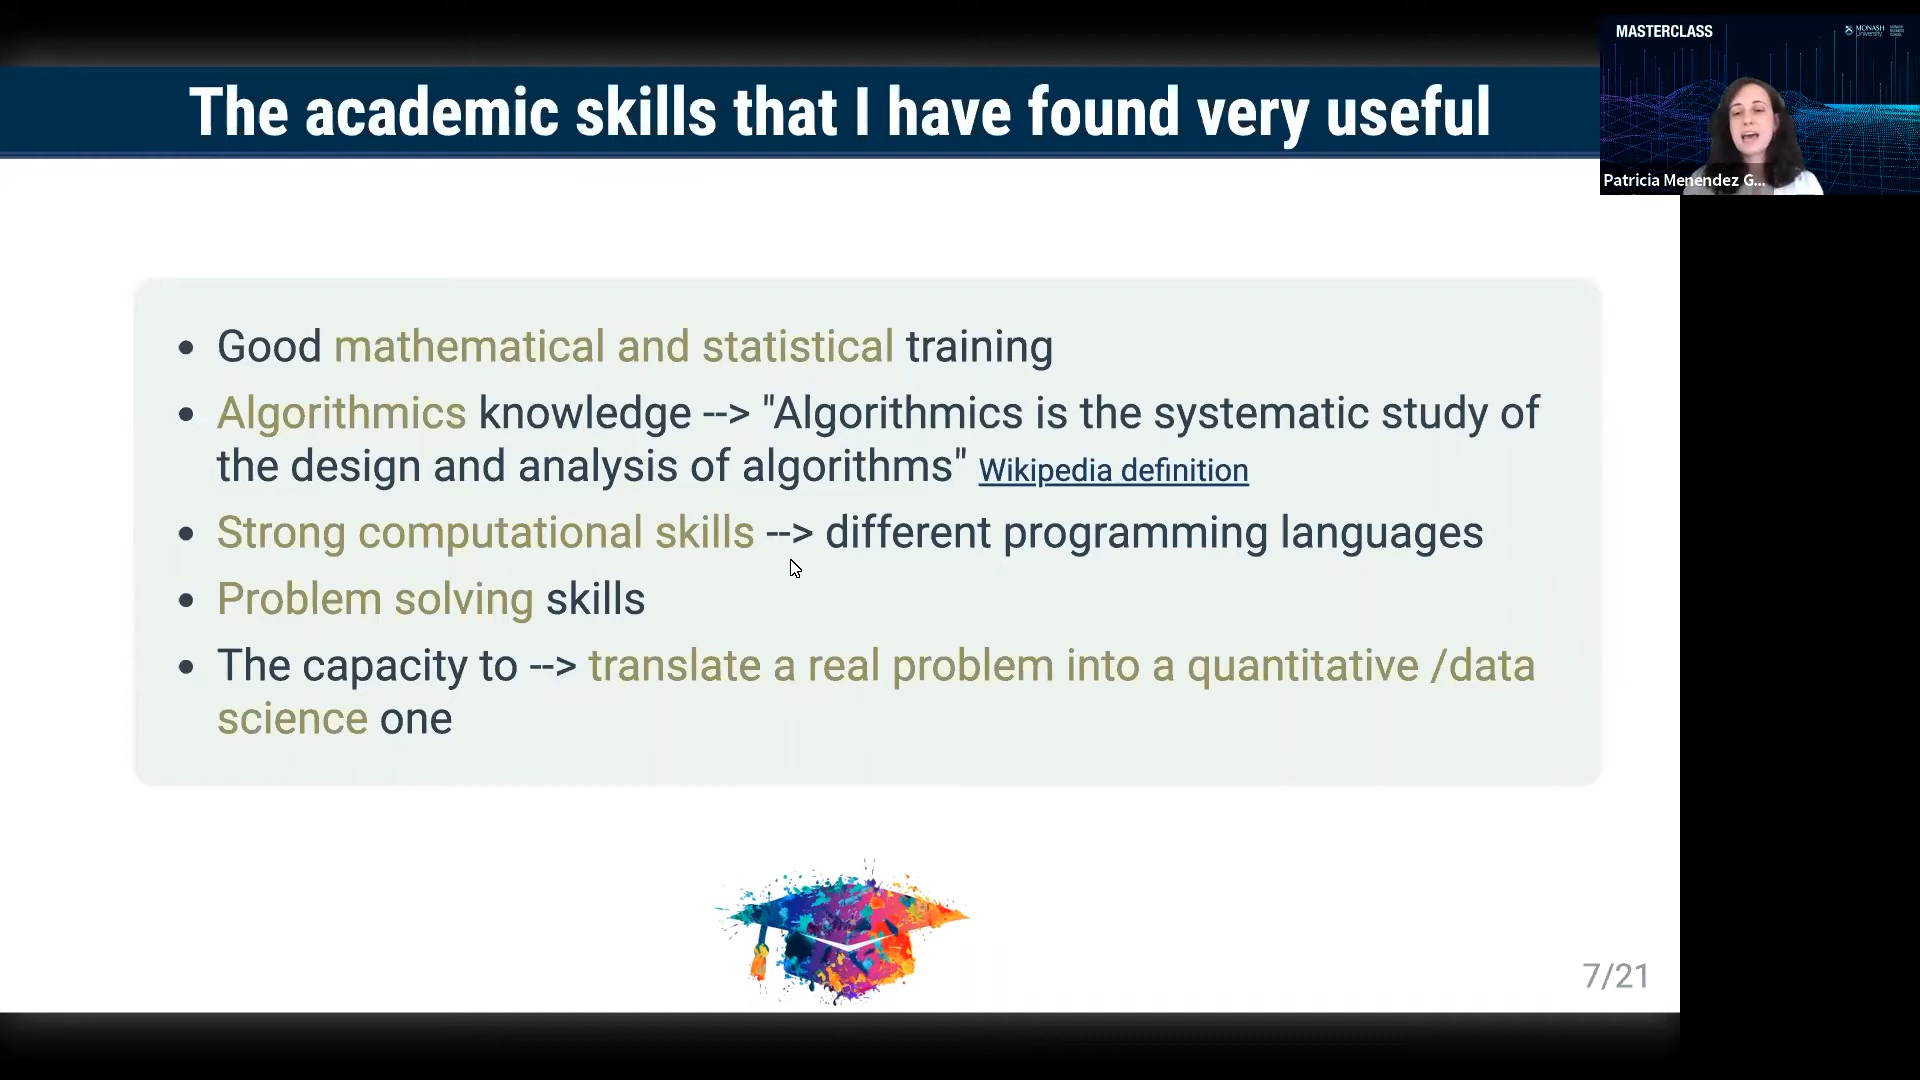 The academic skills that I have found very useful
MASTERCLASS
MONASH
University
Patricia Menendez G...
Good mathematical and statistical training
Algorithmics knowledge --> "Algorithmics is the systematic study of
the design and analysis of algorithms" Wikipedia definition
Strong computational skills --> different programming languages
Problem solving skills
The capacity to --> translate a real problem into a quantitative /data
science one
7/21